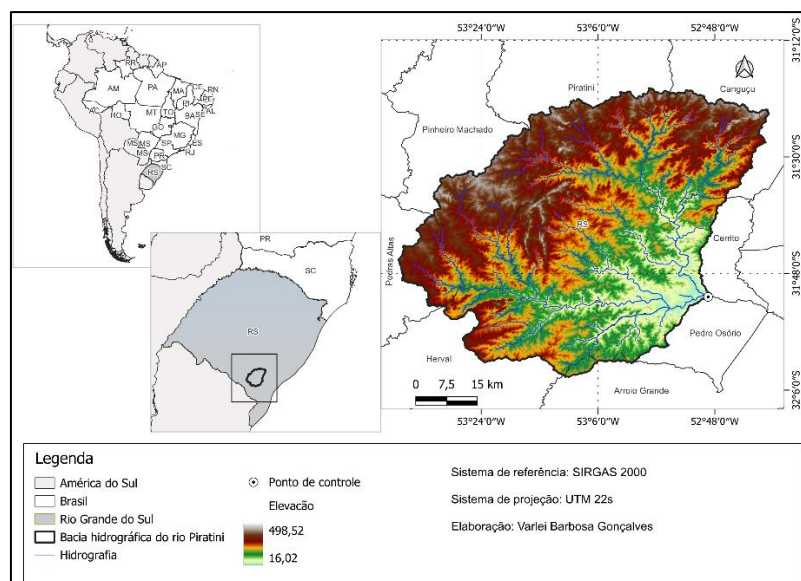 PA
RR
AP
AM
PA
MA
CE
RN
PI
PE
AC
RO
MT
TO
BA
SE
AL
GO
MG
MS
MS
SP
ES
MS
PR
RJ
SC
RS
PR
SC
RS
53°24'0"W 53°6'0"W 52°48'0"W
31°12'0"S
31°30'0"S
31°48'0"S
32°6'0"S
Piratini
Canguçu
Pinheiro Machado
RS
Cerrito
Pedras Altas
Pedro Osório
Herval
Arroio Grande
0 7,5 15 km
53°24'0"W 53°6'0"W 52°48'0"W
Legenda
América do Sul
Brasil
Rio Grande do Sul
Bacia hidrográfica do rio Piratini
Hidrografia
Ponto de controle
Elevacão
498,52
16,02
Sistema de referência: SIRGAS 2000
Sistema de projeção: UTM 22s
Elaboração: Varlei Barbosa Gonçalves